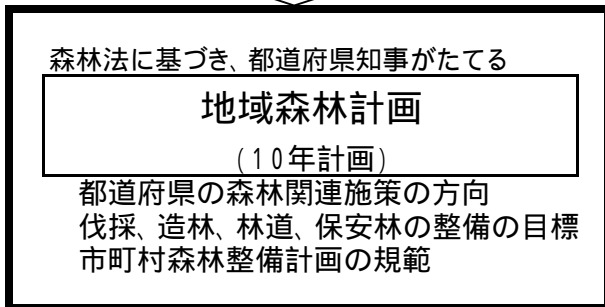 森林法に基づき、都道府県知事がたてる
地域森林計画
(10年計画)
都道府県の森林関連施策の方向
伐採、造林、林道、保安林の整備の目標
市町村森林整備計画の規範